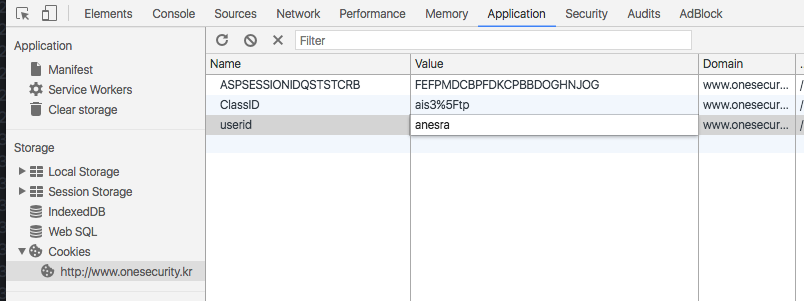 Elements Console Sources Network Performance Memory Application Security Audits AdBlock
Application
Manifest
Service Workers
Clear storage
Storage
Local Storage
Session Storage
IndexedDB
Web SQL
Cookies
http://www.onesecurity.kr
Filter
Name Value Domain ...
ASPSESSIONIDQSTSTCRB FEFPMDCBPFDKCPBBDOGHNJOG www.onesecur... /
ClassID ais3%5Ftp www.onesecur... /
userid anesra www.onesecur... /